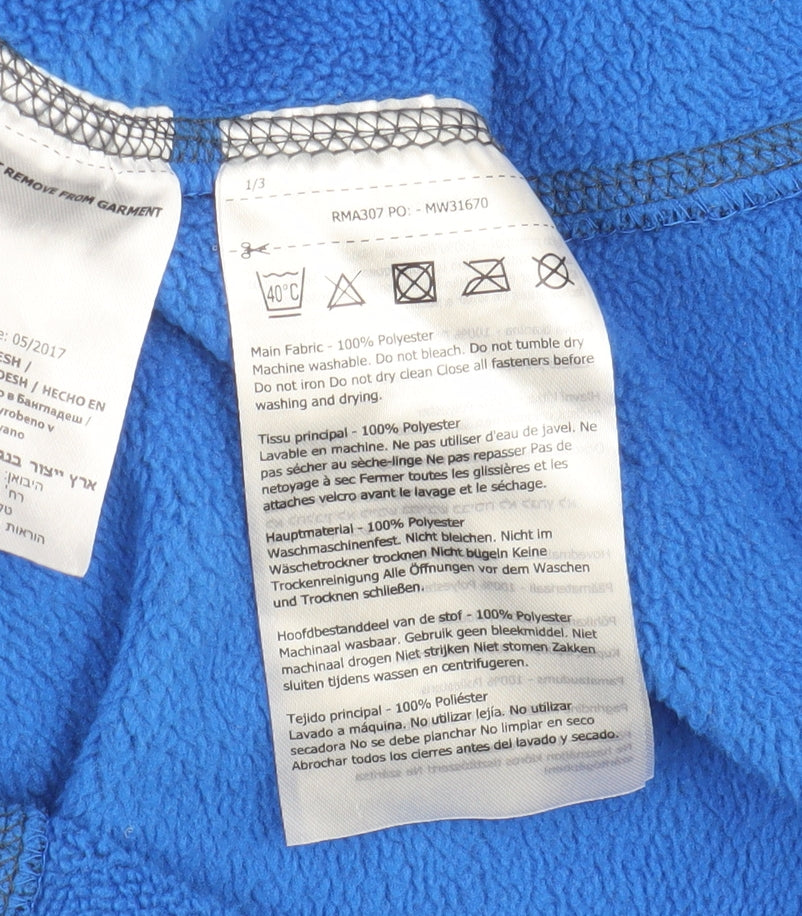 REMOVE FROM GARMENT
: 05/2017
DESH / HECHO EN
о в Бангладеш /
yrobeno v
היבואן:
רח'
הוראות
1/3
RMA307 PO: - MW31670
40°C
Main Fabric - 100% Polyester
Machine washable. Do not bleach. Do not tumble dry
Do not iron Do not dry clean Close all fasteners before
washing and drying.
Tissu principal - 100% Polyester
Lavable en machine. Ne pas utiliser d'eau de javel. Ne
pas sécher au sèche-linge Ne pas repasser Pas de
netoyage à sec Fermer toutes les glissières et les
attaches velcro avant le lavage et le séchage.
Hauptmaterial - 100% Polyester
Waschmaschinenfest. Nicht bleichen. Nicht im
Wäschetrockner trocknen Nicht bügeln Keine
Trockenreinigung Alle Öffnungen vor dem Waschen
und Trocknen schließen.
Hoofdbestanddeel van de stof - 100% Polyester
Machinaal wasbaar. Gebruik geen bleekmiddel. Niet
machinaal drogen Niet strijken Niet stomen Zakken
sluiten tijdens wassen en centrifugeren.
Tejido principal - 100% Poliéster
Lavado a máquina. No utilizar lejía. No utilizar
secadora No se debe planchar No limpiar en seco
Abrochar todos los cierres antes del lavado y secado.